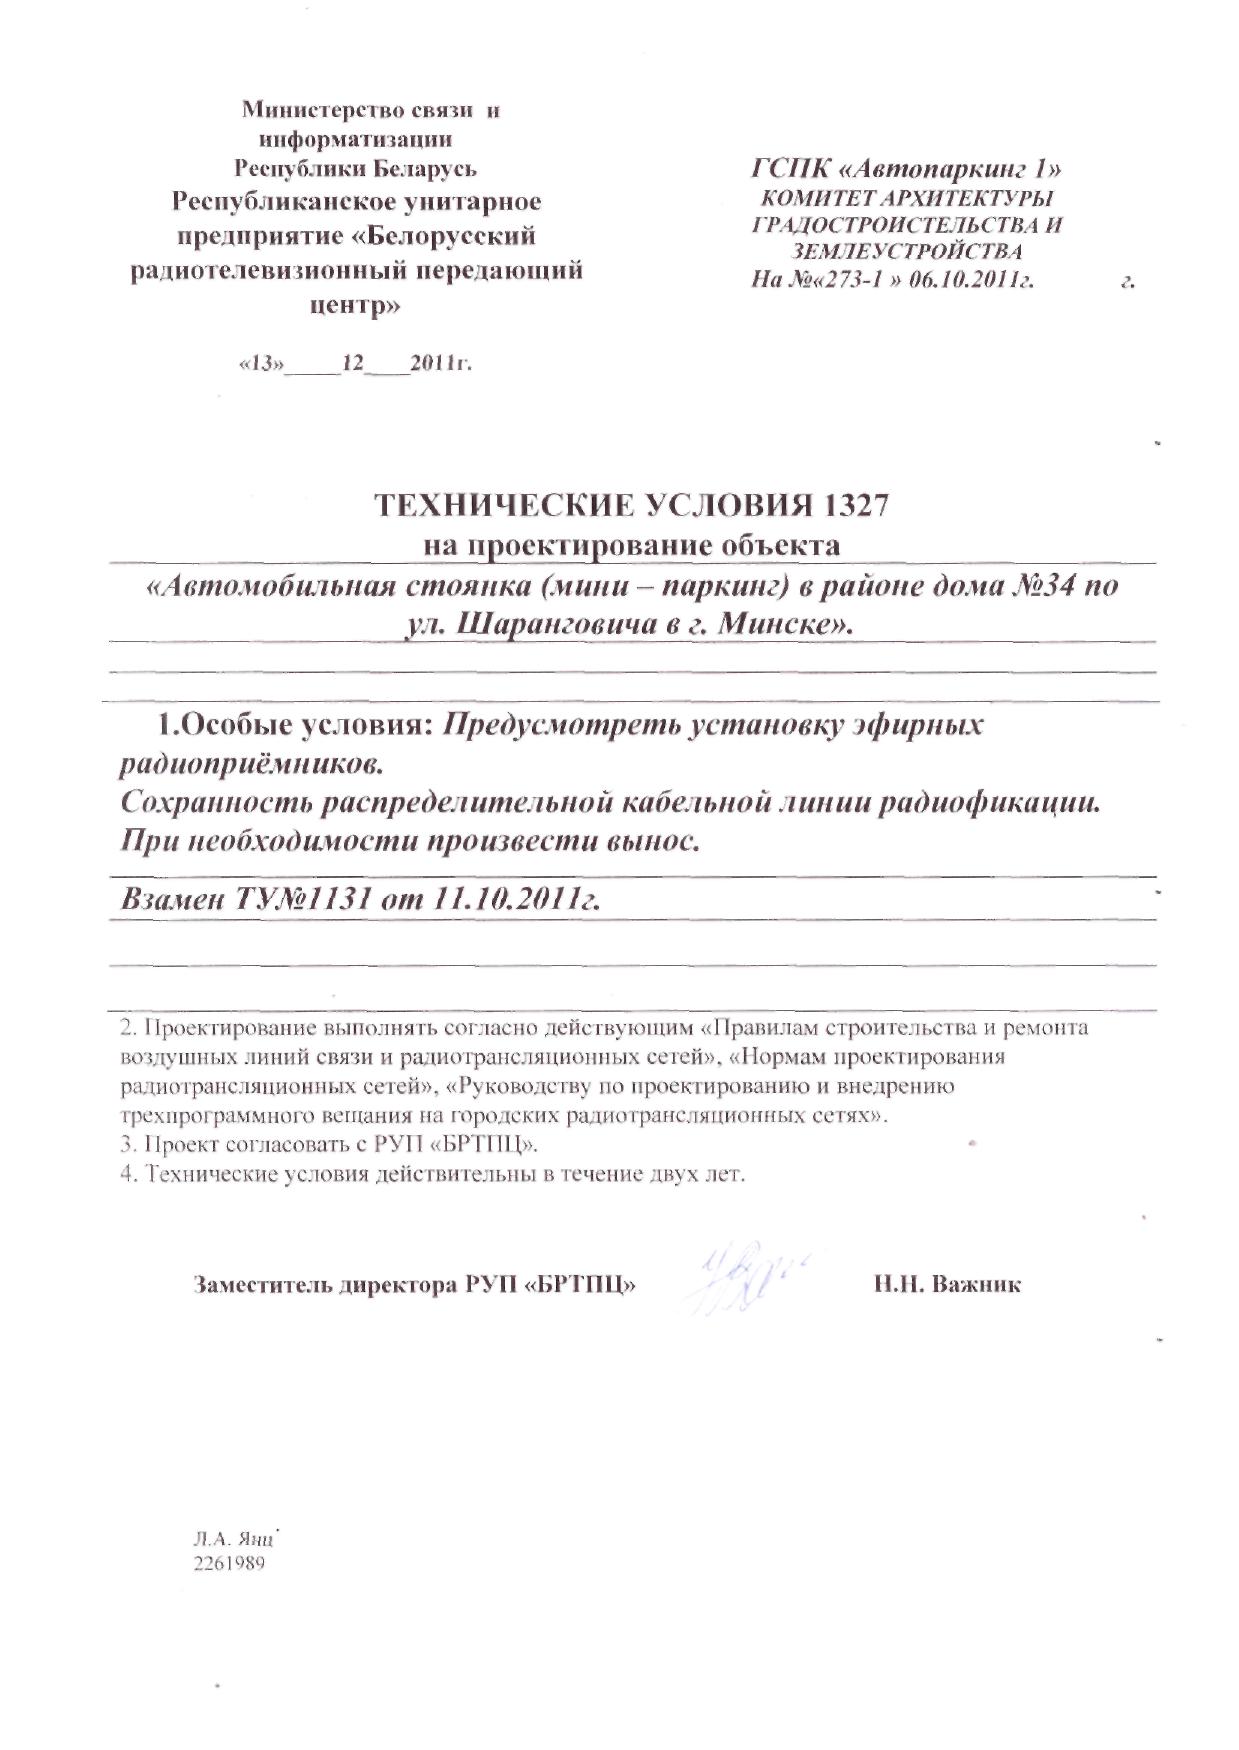 Министерство связи и
информатизации
Республики Беларусь
Республиканское унитарное
предприятие «Белорусский
радиотелевизионный передающий
центр»
«13»_____12____2011г.
ГСПК «Автопаркинг 1»
КОМИТЕТ АРХИТЕКТУРЫ
ГРАДОСТРОИСТЕЛЬСТВА И
ЗЕМЛЕУСТРОЙСТВА
На №«273-1 » 06.10.2011г. г.
ТЕХНИЧЕСКИЕ УСЛОВИЯ 1327
на проектирование объекта
«Автомобильная стоянка (мини – паркинг) в районе дома №34 по
ул. Шаранговича в г. Минске».
1.Особые условия: Предусмотреть установку эфирных
радиоприёмников.
Сохранность распределительной кабельной линии радиофикации.
При необходимости произвести вынос.
Взамен ТУ№1131 от 11.10.2011г.
2. Проектирование выполнять согласно действующим «Правилам строительства и ремонта
воздушных линий связи и радиотрансляционных сетей», «Нормам проектирования
радиотрансляционных сетей», «Руководству по проектированию и внедрению
трехпрограммного вещания на городских радиотрансляционных сетях».
3. Проект согласовать с РУП «БРТПЦ».
4. Технические условия действительны в течение двух лет.
Заместитель директора РУП «БРТПЦ» Н.Н. Важник
Л.А. Янц
2261989